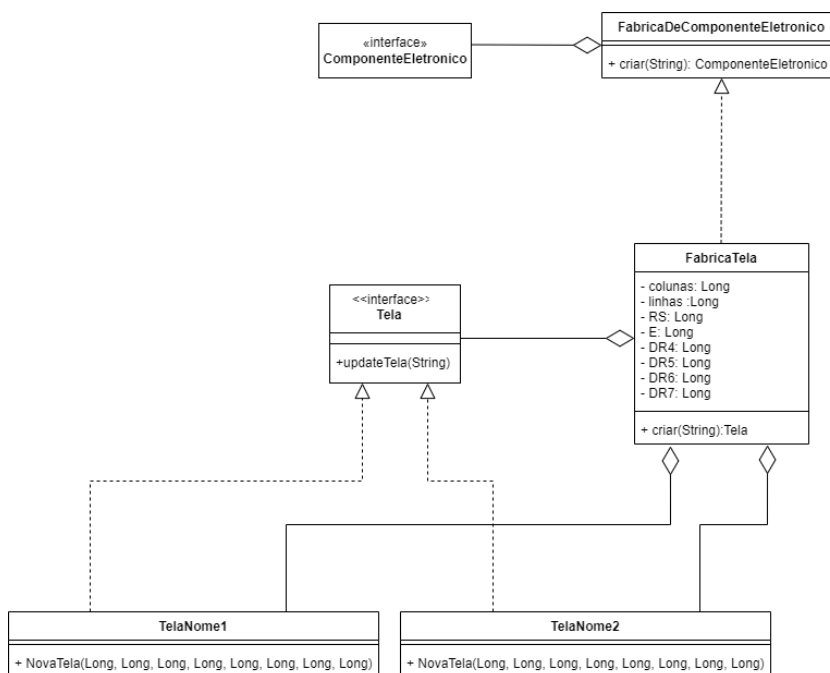 FabricaDeComponenteEletronico
+ criar(String): ComponenteEletronico
«interface»
ComponenteEletronico
FabricaTela
- colunas: Long
- linhas :Long
- RS: Long
- E: Long
- DR4: Long
- DR5: Long
- DR6: Long
- DR7: Long
+ criar(String):Tela
<<interface>>
Tela
+updateTela(String)
TelaNome1
+ NovaTela(Long, Long, Long, Long, Long, Long, Long, Long)
TelaNome2
+ NovaTela(Long, Long, Long, Long, Long, Long, Long, Long)